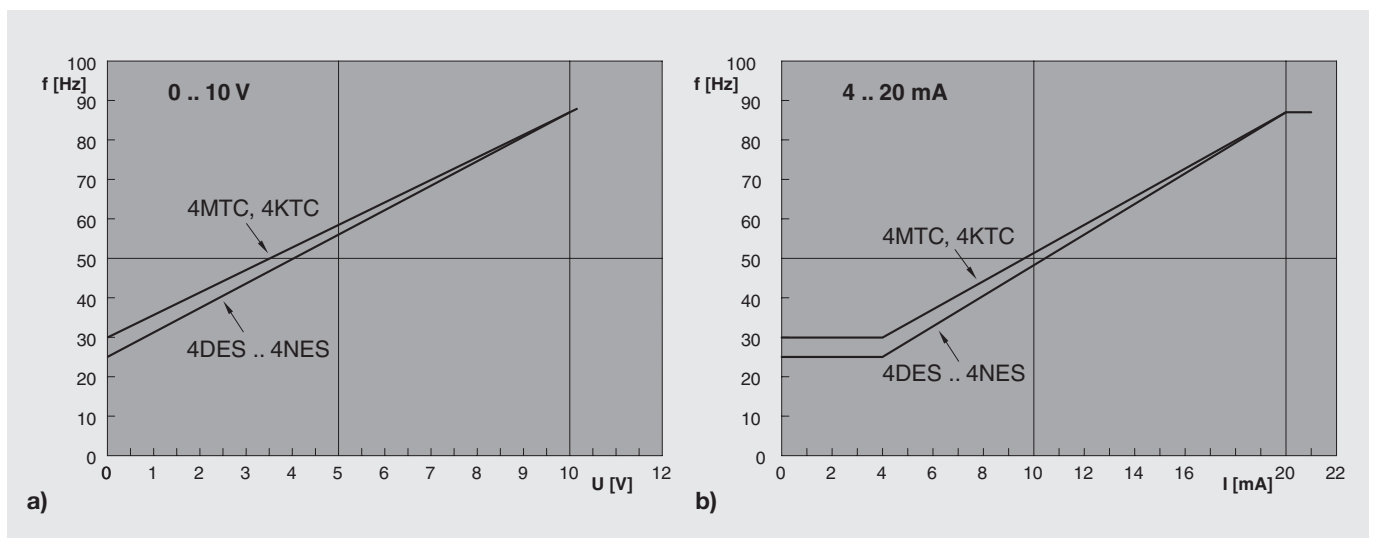 100
f [Hz]
90
80
70
60
50
40
30
20
10
0
0 .. 10 V
4MTC, 4KTC
4DES .. 4NES
0 1 2 3 4 5 6 7 8 9 10 12
U [V]
a)
100
f [Hz]
90
80
70
60
50
40
30
20
10
0
4 .. 20 mA
4MTC, 4KTC
4DES .. 4NES
0 2 4 6 8 10 12 14 16 18 20 22
I [mA]
b)